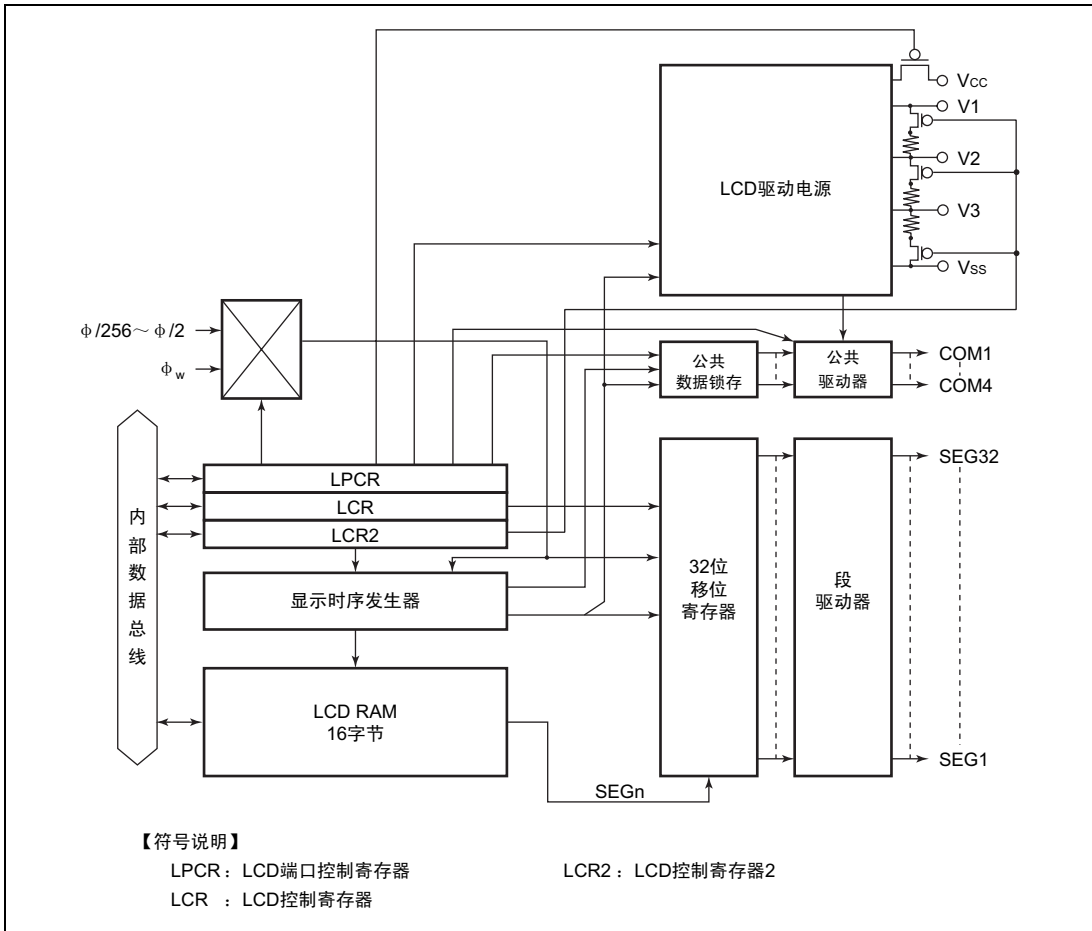 VCC
V1
V2
LCD驱动电源
V3
VSS
φ/256～φ/2
φw
公共
数据锁存
公共
驱动器
COM1
COM4
LPCR
LCR
LCR2
内部数据总线
显示时序发生器
32位
移位
寄存器
段
驱动器
SEG32
LCD RAM
16字节
SEG1
SEGn
【符号说明】
LPCR：LCD端口控制寄存器
LCR2：LCD控制寄存器2
LCR ：LCD控制寄存器